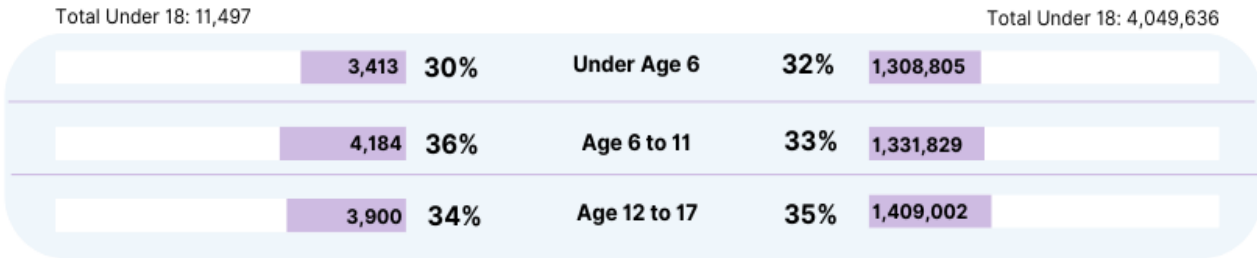 Total Under 18: 11,497 Total Under 18: 4,049,636
3,413 30% Under Age 6 32% 1,308,805
4,184 36% Age 6 to 11 33% 1,331,829
3,900 34% Age 12 to 17 35% 1,409,002